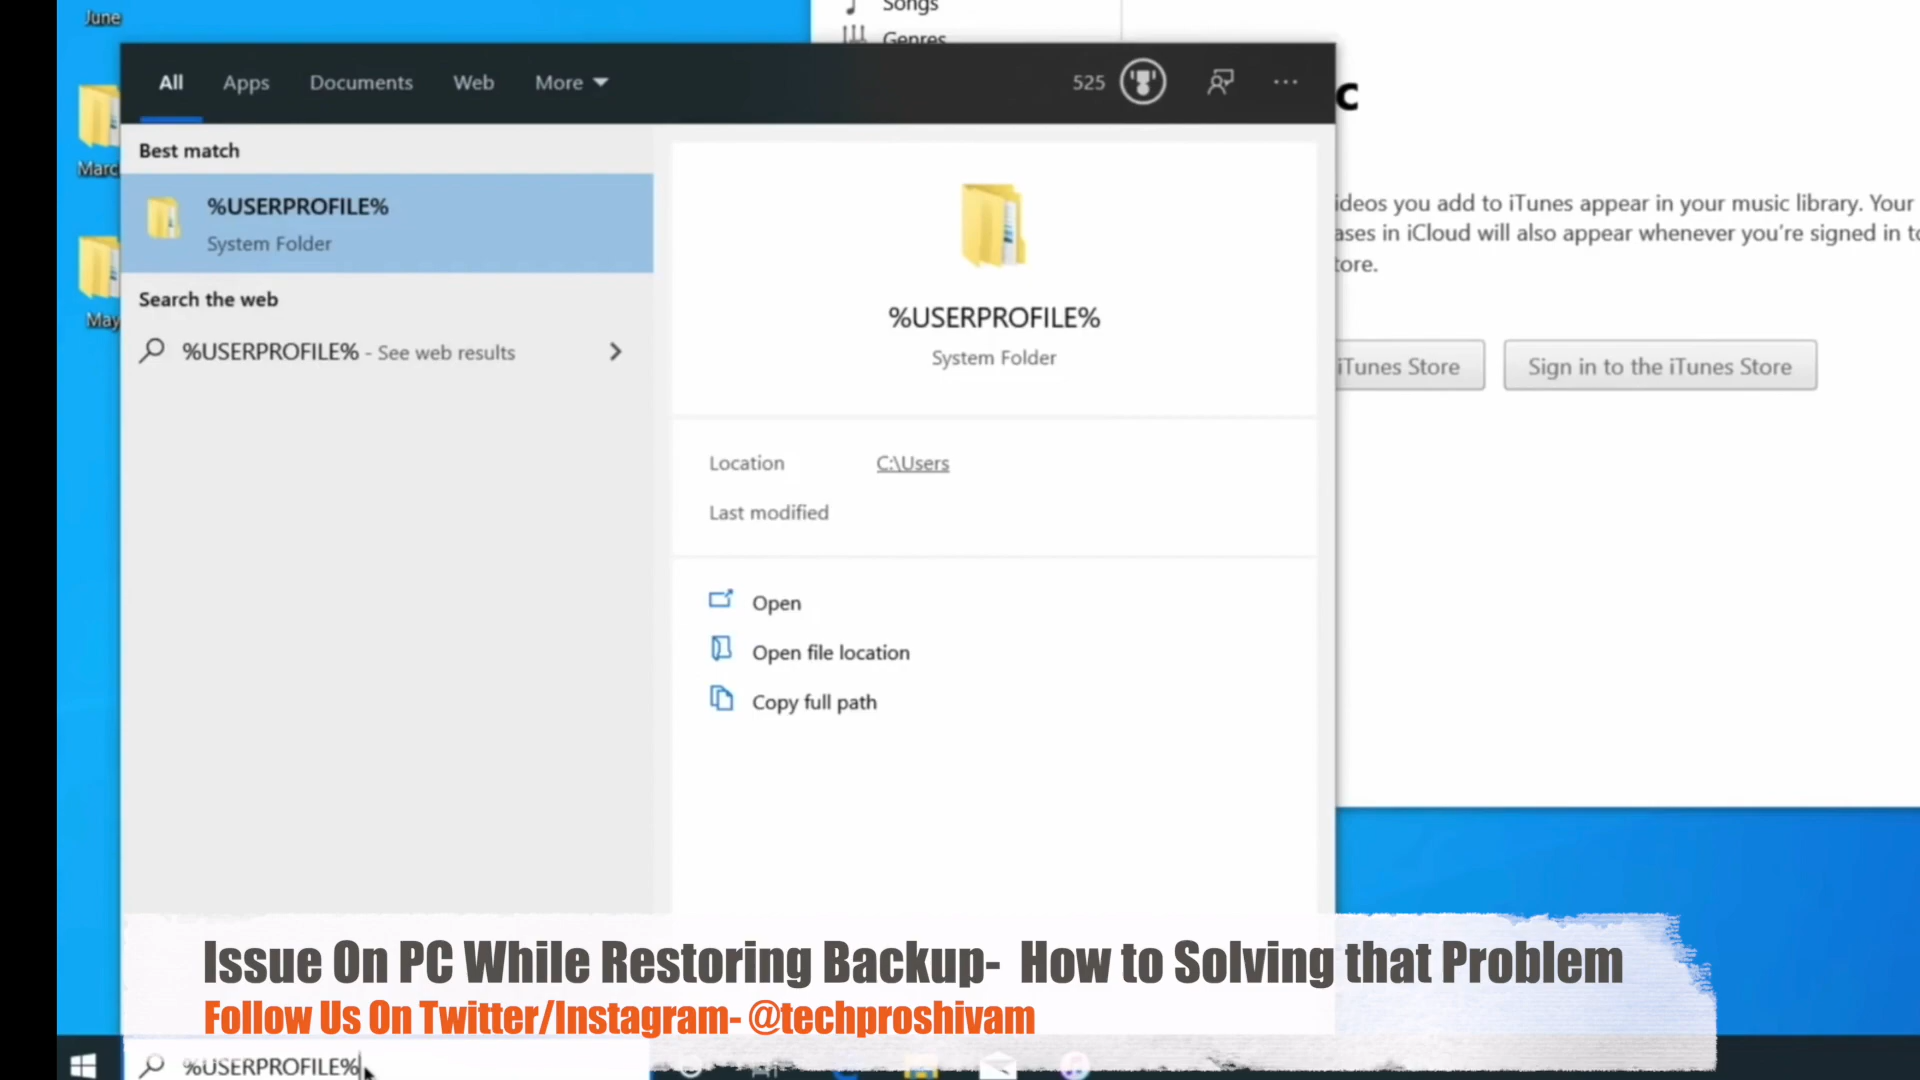 June
Songs
Genres
All
Apps
Documents
Web
More
525
Best match
%USERPROFILE%
System Folder
Search the web
%USERPROFILE% - See web results
%USERPROFILE%
System Folder
Location
C:\Users
Last modified
Open
Open file location
Copy full path
Marc
May
c
ideos you add to iTunes appear in your music library. Your
ases in iCloud will also appear whenever you're signed in to
tore.
iTunes Store
Sign in to the iTunes Store
Issue On PC While Restoring Backup- How to Solving that Problem
Follow Us On Twitter/Instagram- @techproshivam
%USERPROFILE%